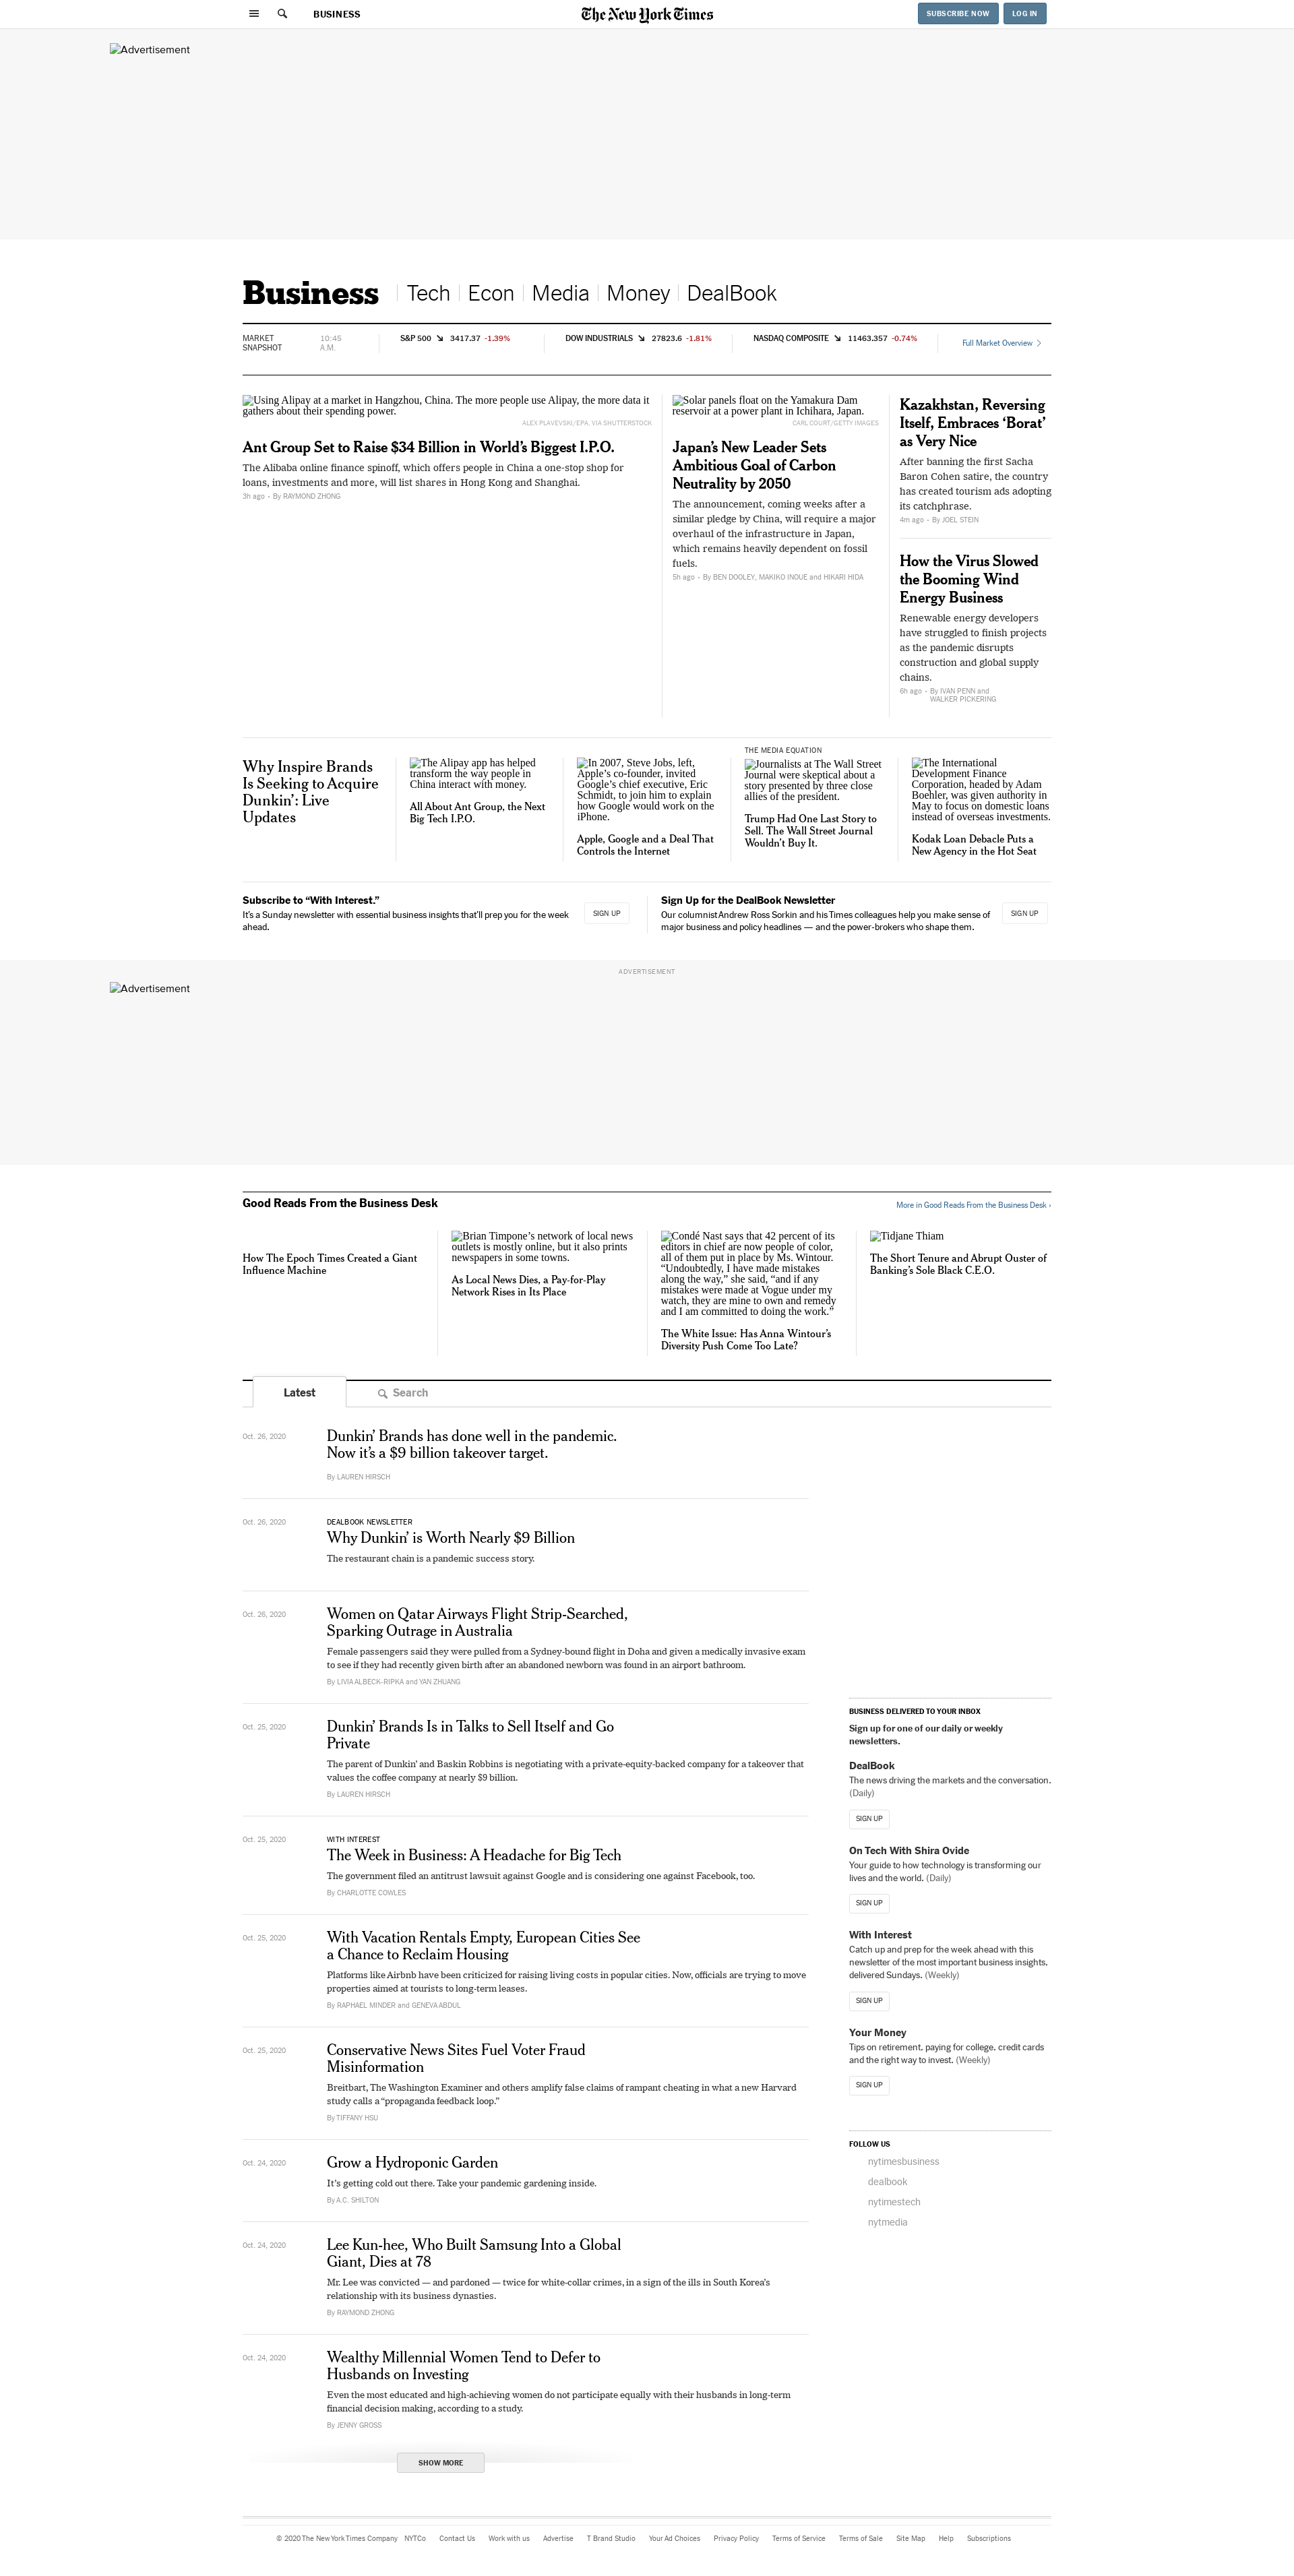 BUSINESS
The New York Times
SUBSCRIBE NOW
LOG IN
Advertisement
Business
Tech
Econ
Media
Money
DealBook
MARKET
SNAPSHOT
10:45
A.M.
S&P 500 3417.37 -1.39%
DOW INDUSTRIALS 27823.6 -1.81%
NASDAQ COMPOSITE 11463.357 -0.74%
Full Market Overview
Using Alipay at a market in Hangzhou, China. The more people use Alipay, the more data it
gathers about their spending power.
ALEX PLAVEVSKI/EPA, VIA SHUTTERSTOCK
Ant Group Set to Raise $34 Billion in World’s Biggest I.P.O.
The Alibaba online finance spinoff, which offers people in China a one-stop shop for
loans, investments and more, will list shares in Hong Kong and Shanghai.
3h ago • By RAYMOND ZHONG
Solar panels float on the Yamakura Dam
reservoir at a power plant in Ichihara, Japan.
CARL COURT/GETTY IMAGES
Japan’s New Leader Sets
Ambitious Goal of Carbon
Neutrality by 2050
The announcement, coming weeks after a
similar pledge by China, will require a major
overhaul of the infrastructure in Japan,
which remains heavily dependent on fossil
fuels.
5h ago • By BEN DOOLEY, MAKIKO INOUE and HIKARI HIDA
Kazakhstan, Reversing
Itself, Embraces ‘Borat’
as Very Nice
After banning the first Sacha
Baron Cohen satire, the country
has created tourism ads adopting
its catchphrase.
4m ago • By JOEL STEIN
How the Virus Slowed
the Booming Wind
Energy Business
Renewable energy developers
have struggled to finish projects
as the pandemic disrupts
construction and global supply
chains.
6h ago • By IVAN PENN and
WALKER PICKERING
Why Inspire Brands
Is Seeking to Acquire
Dunkin’: Live
Updates
The Alipay app has helped
transform the way people in
China interact with money.
All About Ant Group, the Next
Big Tech I.P.O.
In 2007, Steve Jobs, left,
Apple’s co-founder, invited
Google’s chief executive, Eric
Schmidt, to join him to explain
how Google would work on the
iPhone.
Apple, Google and a Deal That
Controls the Internet
THE MEDIA EQUATION
Journalists at The Wall Street
Journal were skeptical about a
story presented by three close
allies of the president.
Trump Had One Last Story to
Sell. The Wall Street Journal
Wouldn’t Buy It.
The International
Development Finance
Corporation, headed by Adam
Boehler, was given authority in
May to focus on domestic loans
instead of overseas investments.
Kodak Loan Debacle Puts a
New Agency in the Hot Seat
Subscribe to “With Interest.”
It’s a Sunday newsletter with essential business insights that’ll prep you for the week
ahead.
SIGN UP
Sign Up for the DealBook Newsletter
Our columnist Andrew Ross Sorkin and his Times colleagues help you make sense of
major business and policy headlines — and the power-brokers who shape them.
SIGN UP
ADVERTISEMENT
Advertisement
Good Reads From the Business Desk
More in Good Reads From the Business Desk ›
How The Epoch Times Created a Giant
Influence Machine
Brian Timpone’s network of local news
outlets is mostly online, but it also prints
newspapers in some towns.
As Local News Dies, a Pay-for-Play
Network Rises in Its Place
Condé Nast says that 42 percent of its
editors in chief are now people of color,
all of them put in place by Ms. Wintour.
“Undoubtedly, I have made mistakes
along the way,” she said, “and if any
mistakes were made at Vogue under my
watch, they are mine to own and remedy
and I am committed to doing the work.”
The White Issue: Has Anna Wintour’s
Diversity Push Come Too Late?
Tidjane Thiam
The Short Tenure and Abrupt Ouster of
Banking’s Sole Black C.E.O.
Latest
Search
Oct. 26, 2020
Dunkin’ Brands has done well in the pandemic.
Now it’s a $9 billion takeover target.
By LAUREN HIRSCH
Oct. 26, 2020
DEALBOOK NEWSLETTER
Why Dunkin’ is Worth Nearly $9 Billion
The restaurant chain is a pandemic success story.
Oct. 26, 2020
Women on Qatar Airways Flight Strip-Searched,
Sparking Outrage in Australia
Female passengers said they were pulled from a Sydney-bound flight in Doha and given a medically invasive exam
to see if they had recently given birth after an abandoned newborn was found in an airport bathroom.
By LIVIA ALBECK-RIPKA and YAN ZHUANG
Oct. 25, 2020
Dunkin’ Brands Is in Talks to Sell Itself and Go
Private
The parent of Dunkin’ and Baskin Robbins is negotiating with a private-equity-backed company for a takeover that
values the coffee company at nearly $9 billion.
By LAUREN HIRSCH
Oct. 25, 2020
WITH INTEREST
The Week in Business: A Headache for Big Tech
The government filed an antitrust lawsuit against Google and is considering one against Facebook, too.
By CHARLOTTE COWLES
Oct. 25, 2020
With Vacation Rentals Empty, European Cities See
a Chance to Reclaim Housing
Platforms like Airbnb have been criticized for raising living costs in popular cities. Now, officials are trying to move
properties aimed at tourists to long-term leases.
By RAPHAEL MINDER and GENEVA ABDUL
Oct. 25, 2020
Conservative News Sites Fuel Voter Fraud
Misinformation
Breitbart, The Washington Examiner and others amplify false claims of rampant cheating in what a new Harvard
study calls a “propaganda feedback loop.”
By TIFFANY HSU
Oct. 24, 2020
Grow a Hydroponic Garden
It’s getting cold out there. Take your pandemic gardening inside.
By A.C. SHILTON
Oct. 24, 2020
Lee Kun-hee, Who Built Samsung Into a Global
Giant, Dies at 78
Mr. Lee was convicted — and pardoned — twice for white-collar crimes, in a sign of the ills in South Korea’s
relationship with its business dynasties.
By RAYMOND ZHONG
Oct. 24, 2020
Wealthy Millennial Women Tend to Defer to
Husbands on Investing
Even the most educated and high-achieving women do not participate equally with their husbands in long-term
financial decision making, according to a study.
By JENNY GROSS
SHOW MORE
BUSINESS DELIVERED TO YOUR INBOX
Sign up for one of our daily or weekly
newsletters.
DealBook
The news driving the markets and the conversation.
(Daily)
SIGN UP
On Tech With Shira Ovide
Your guide to how technology is transforming our
lives and the world. (Daily)
SIGN UP
With Interest
Catch up and prep for the week ahead with this
newsletter of the most important business insights,
delivered Sundays. (Weekly)
SIGN UP
Your Money
Tips on retirement, paying for college, credit cards
and the right way to invest. (Weekly)
SIGN UP
FOLLOW US
nytimesbusiness
dealbook
nytimestech
nytmedia
© 2020 The New York Times Company NYTCo Contact Us Work with us Advertise T Brand Studio Your Ad Choices Privacy Policy Terms of Service Terms of Sale Site Map Help Subscriptions